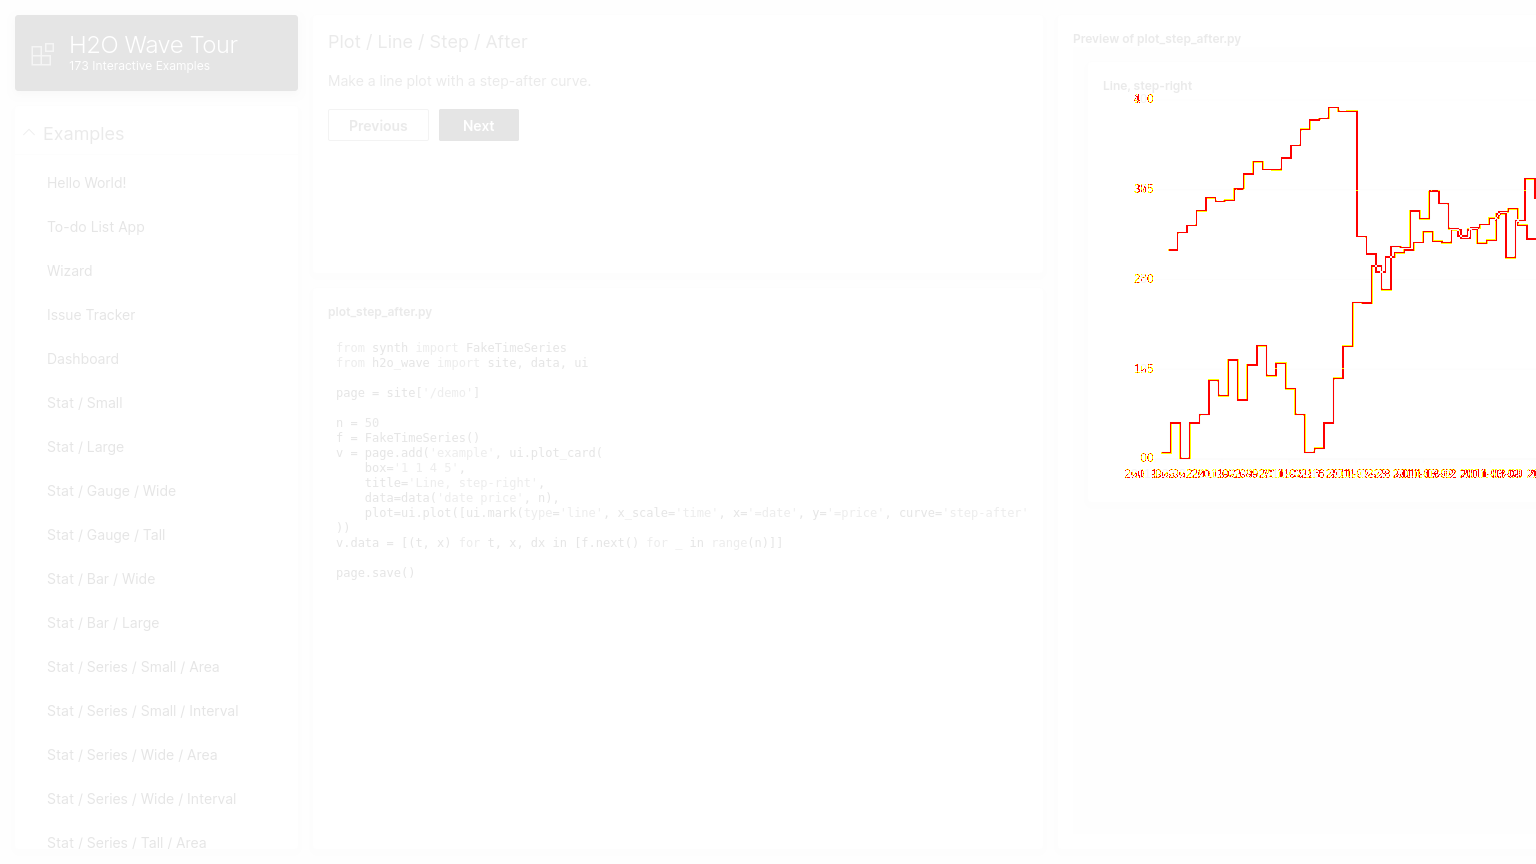 H2O Wave Tour
173 Interactive Examples
Examples
Hello World!
To-do List App
Wizard
Issue Tracker
Dashboard
Stat / Small
Stat / Large
Stat / Gauge / Wide
Stat / Gauge / Tall
Stat / Bar / Wide
Stat / Bar / Large
Stat / Series / Small / Area
Stat / Series / Small / Interval
Stat / Series / Wide / Area
Stat / Series / Wide / Interval
Stat / Series / Tall / Area
Plot / Line / Step / After
Make a line plot with a step-after curve.
Previous
Next
plot_step_after.py
from synth import FakeTimeSeries
from h2o_wave import site, data, ui
page = site['/demo']
n = 50
f = FakeTimeSeries()
v = page.add('example', ui.plot_card(
box='1 1 4 5',
title='Line, step-right',
data=data('date price', n),
plot=ui.plot([ui.mark(type='line', x_scale='time', x='=date', y='=price', curve='step-after'
))
v.data = [(t, x) for t, x, dx in [f.next() for _ in range(n)]]
page.save()
Preview of plot_step_after.py
Line, step-right